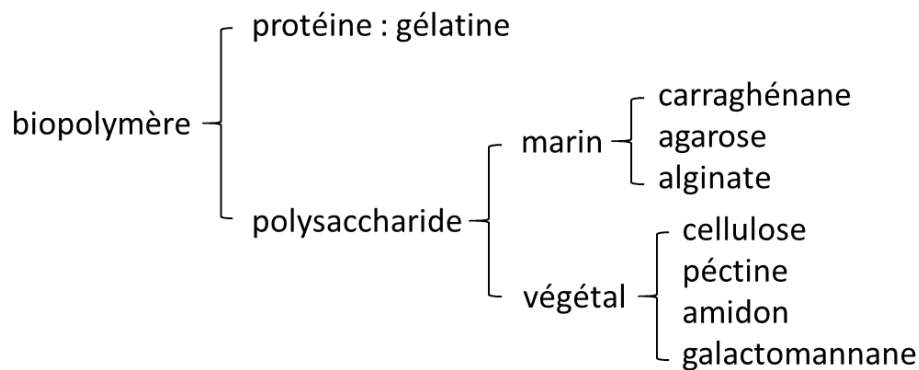 protéine : gélatine
biopolymère
polysaccharide
marin
carraghénane
agarose
alginate
végétal
cellulose
péctine
amidon
galactomannane